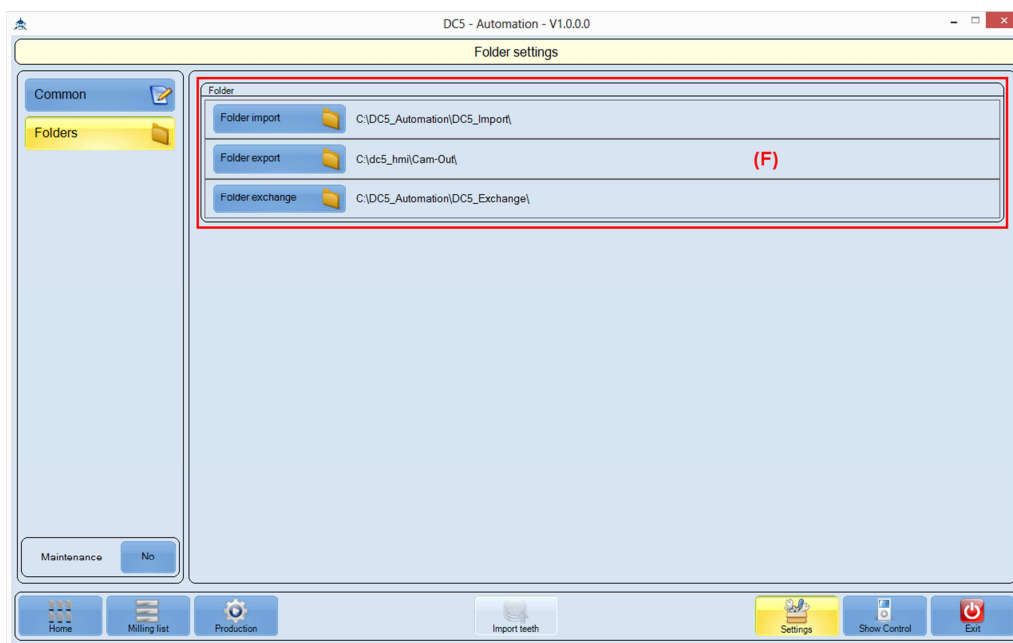 DC5 - Automation - V1.0.0.0
Folder settings
Common
Folders
Folder
Folder import C:\DC5_Automation\DC5_Import\
Folder export C:\dc5_hmi\Cam-Out\
(F)
Folder exchange C:\DC5_Automation\DC5_Exchange\
Maintenance No
Home Milling list Production Import teeth Settings Show Control Exit